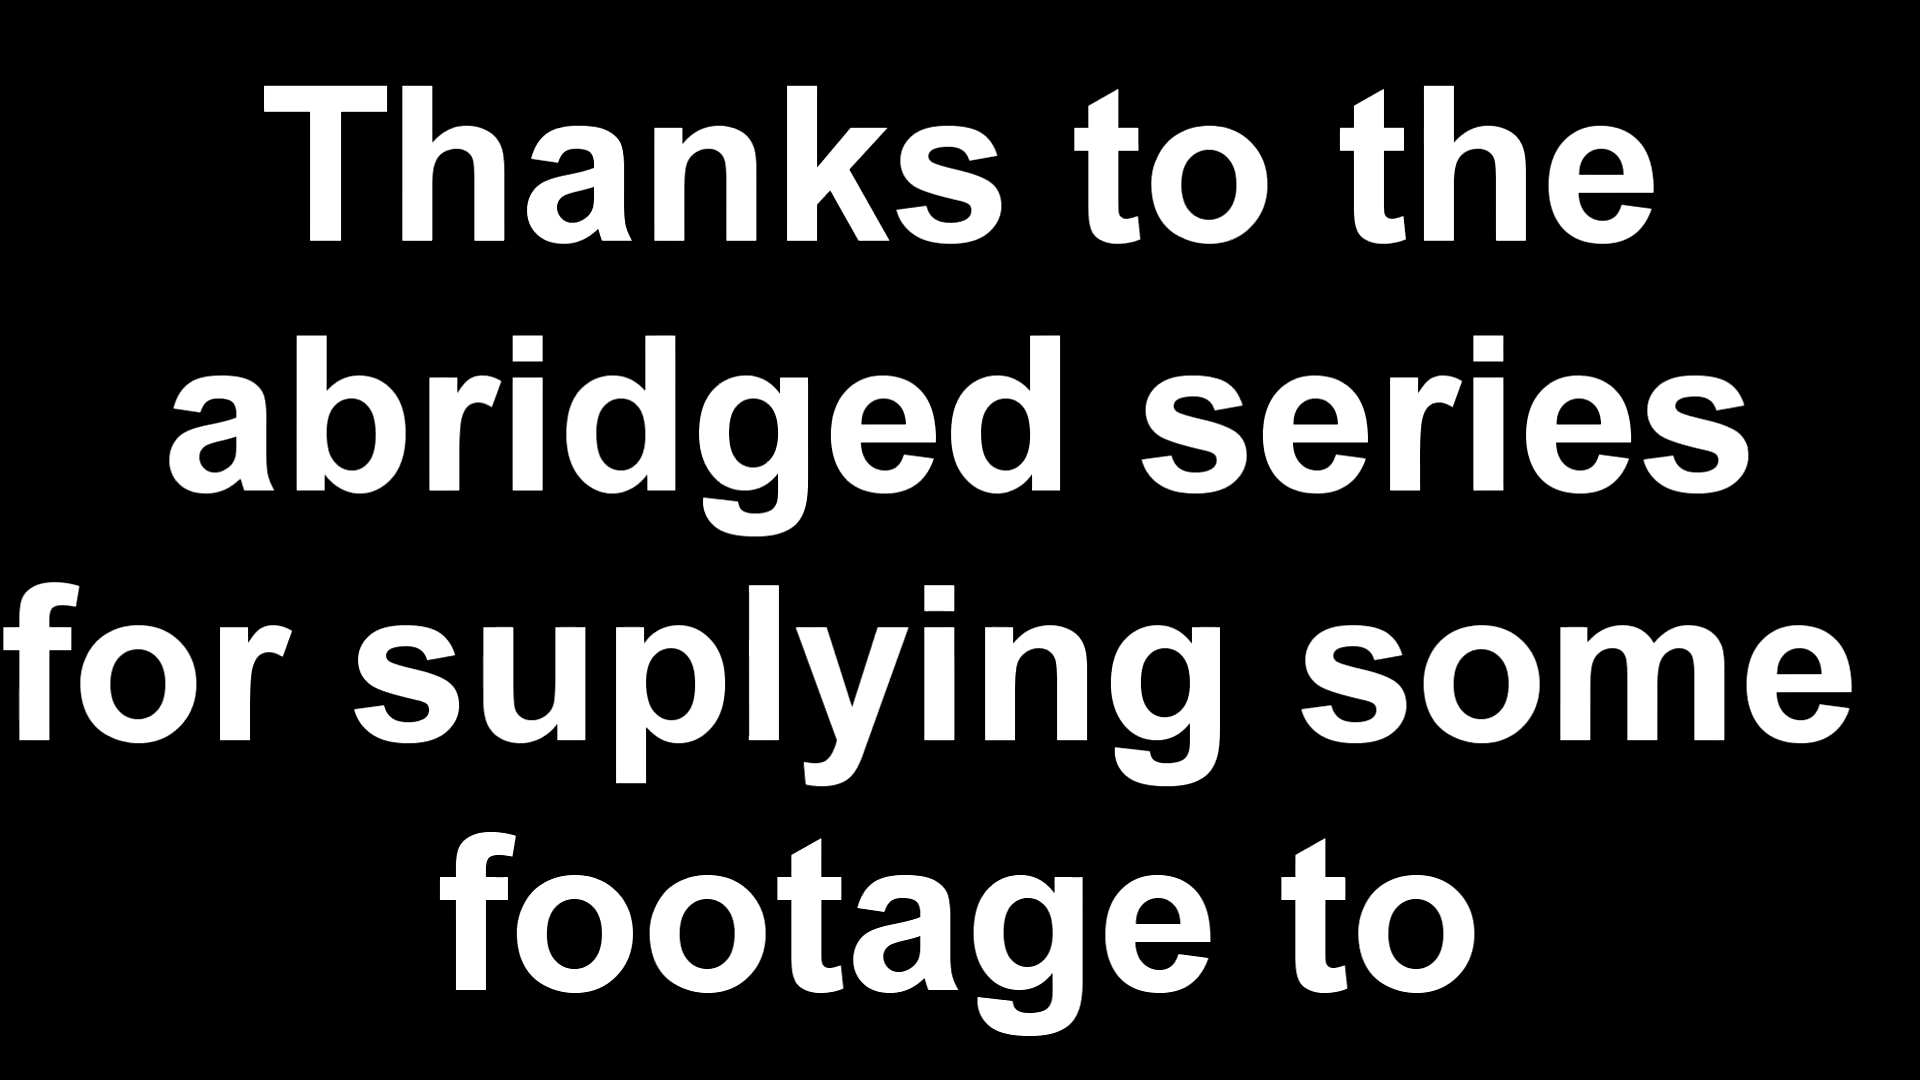 Thanks to the
abridged series
for suplying some
footage to